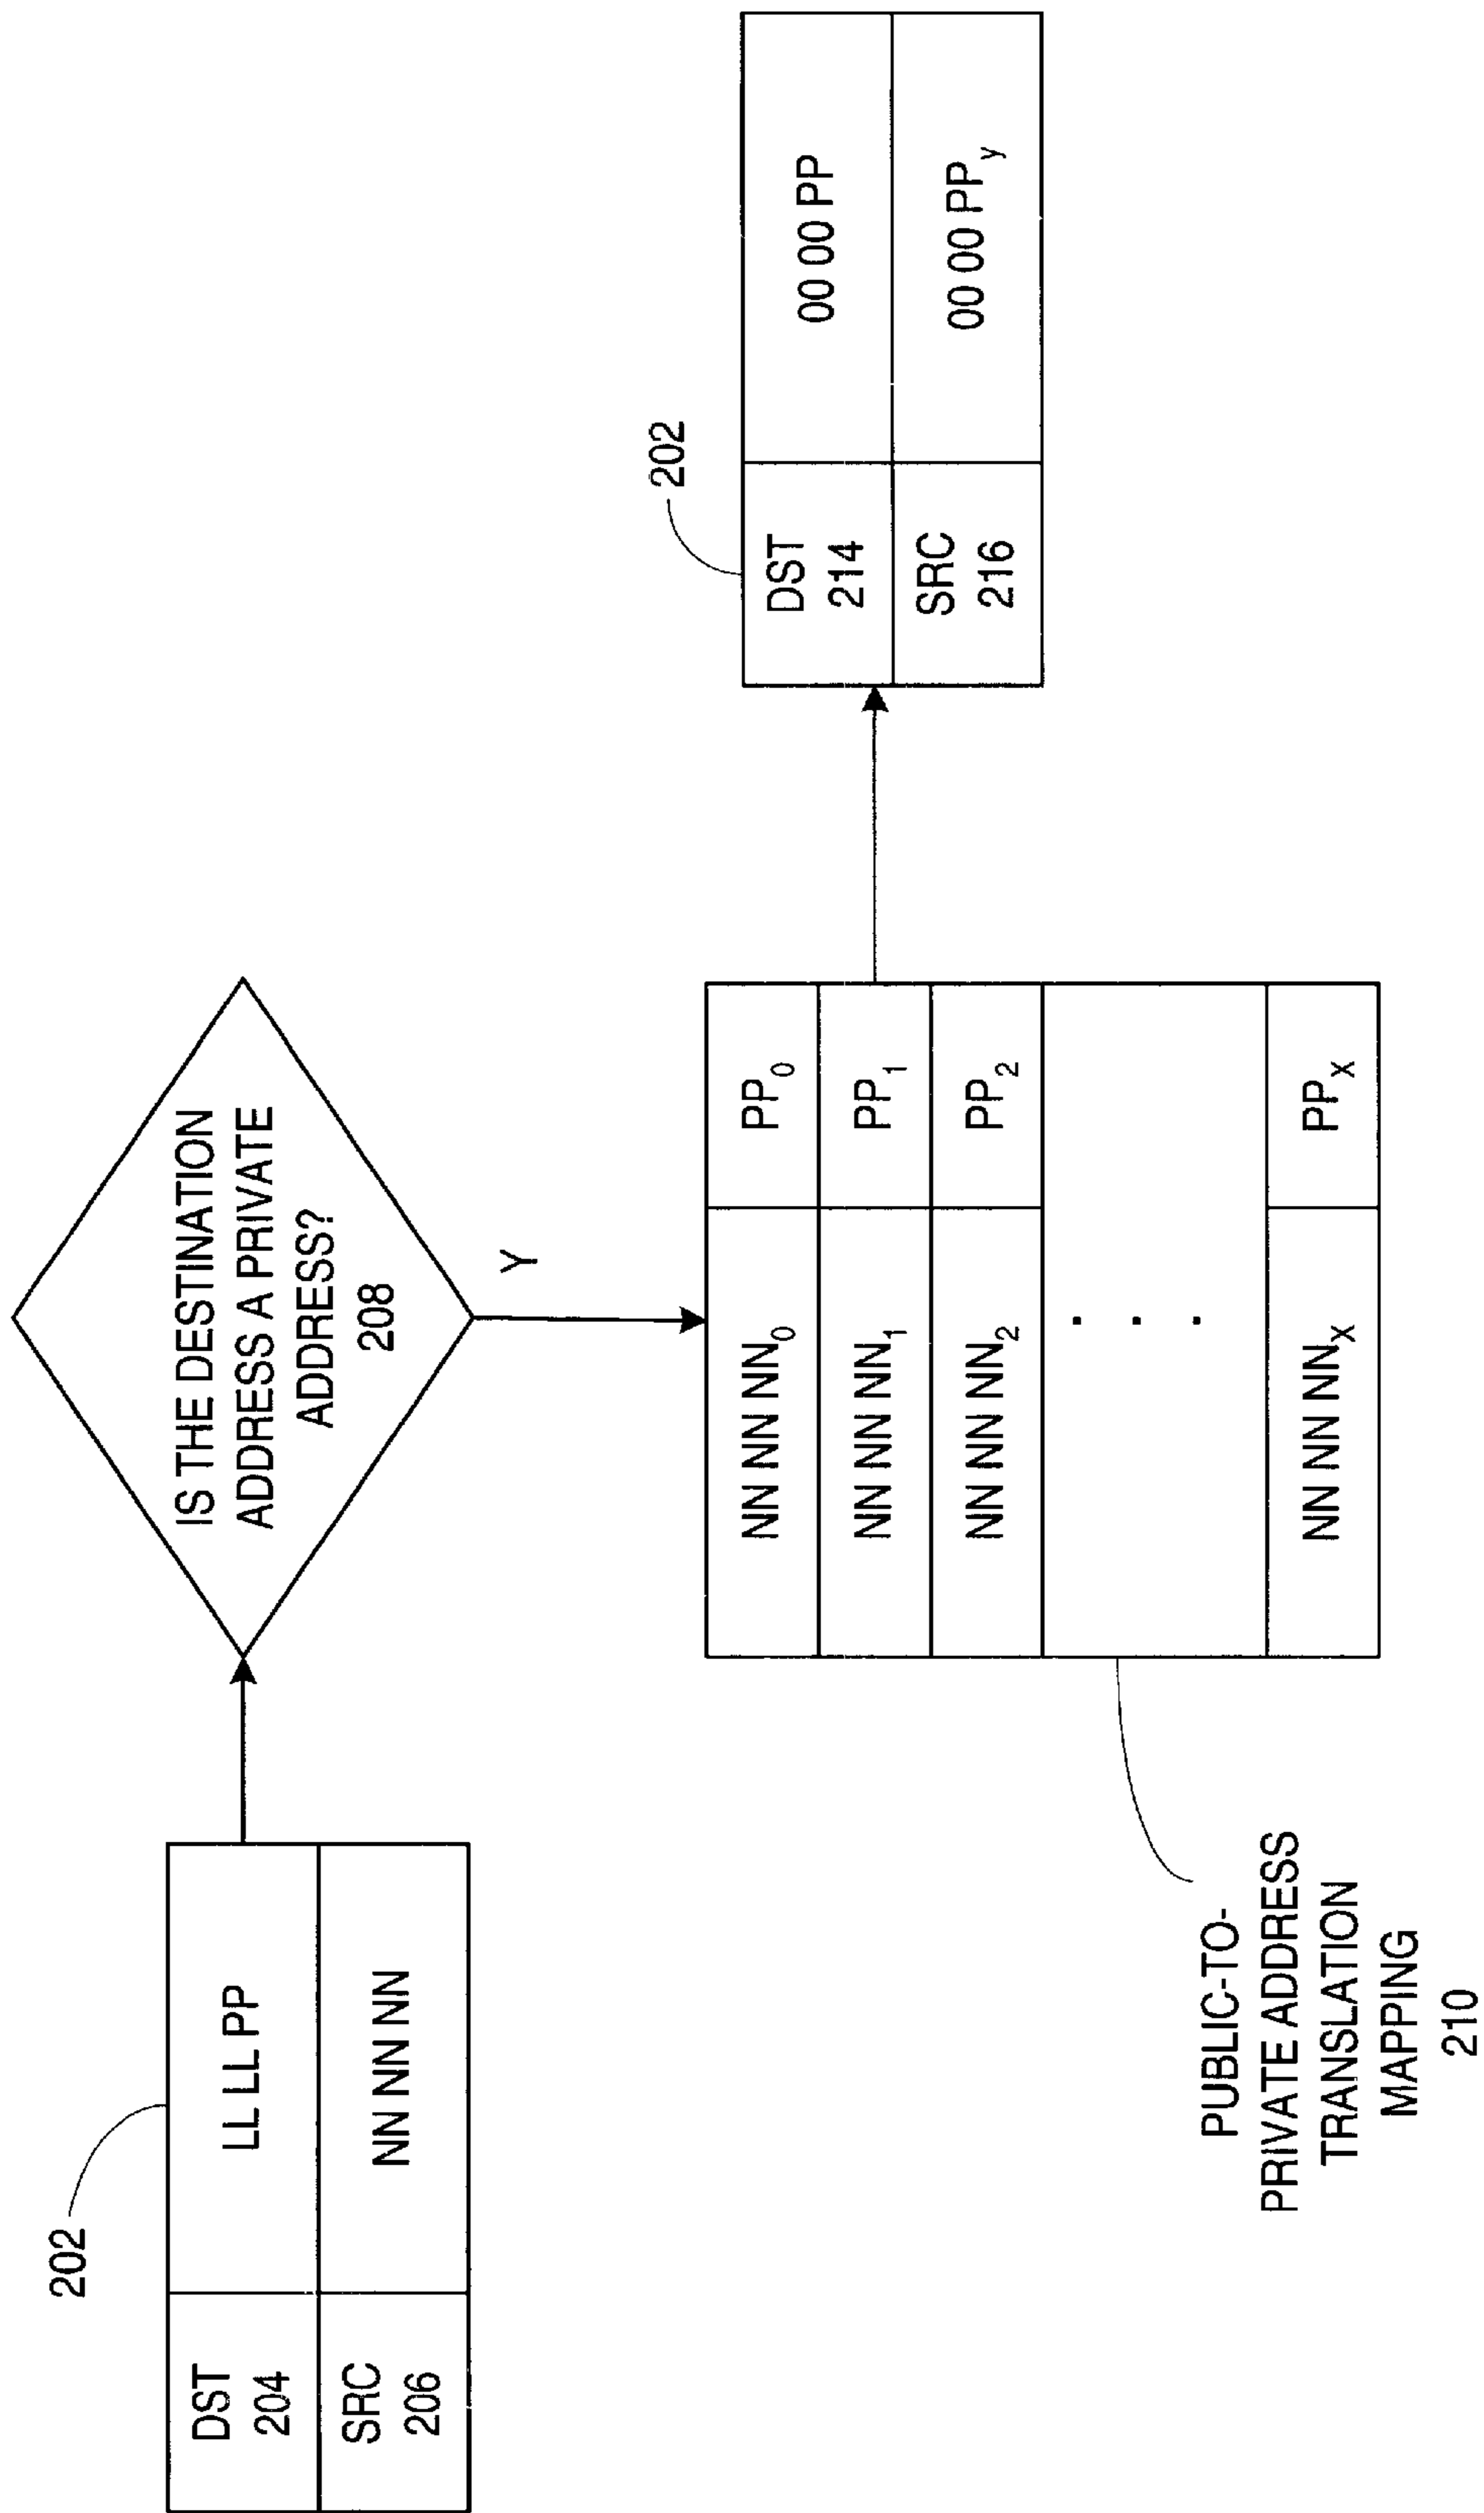 202
DST
204
LL LL PP
SRC
206
NN NN NN
IS THE DESTINATION
ADDRESS A PRIVATE
ADDRESS?
208
Y
PUBLIC-TO-
PRIVATE ADDRESS
TRANSLATION
MAPPING
210
NN NN NN0 PP0
NN NN NN1 PP1
NN NN NN2 PP2
. . .
NN NN NNX PPX
202
DST
214
00 00 PP
SRC
216
00 00 PPy